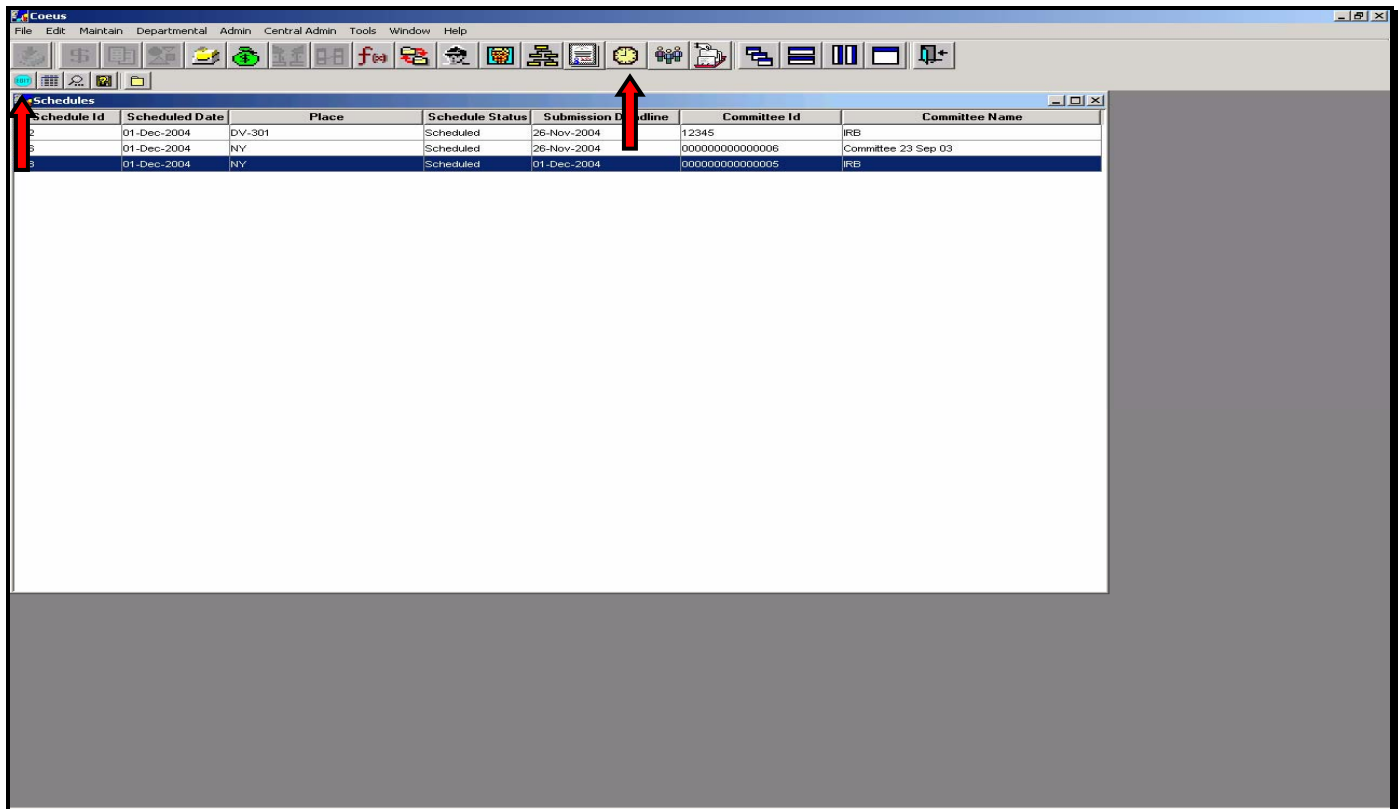 Coeus
File Edit Maintain Departmental Admin Central Admin Tools Window Help
$ f(x)
EDIT
Schedules
Schedule Id Scheduled Date Place Schedule Status Submission Deadline Committee Id Committee Name
2 01-Dec-2004 DV-301 Scheduled 26-Nov-2004 12345 IRB
01-Dec-2004 NY Scheduled 26-Nov-2004 000000000000006 Committee 23 Sep 03
3 01-Dec-2004 NY Scheduled 01-Dec-2004 000000000000005 IRB